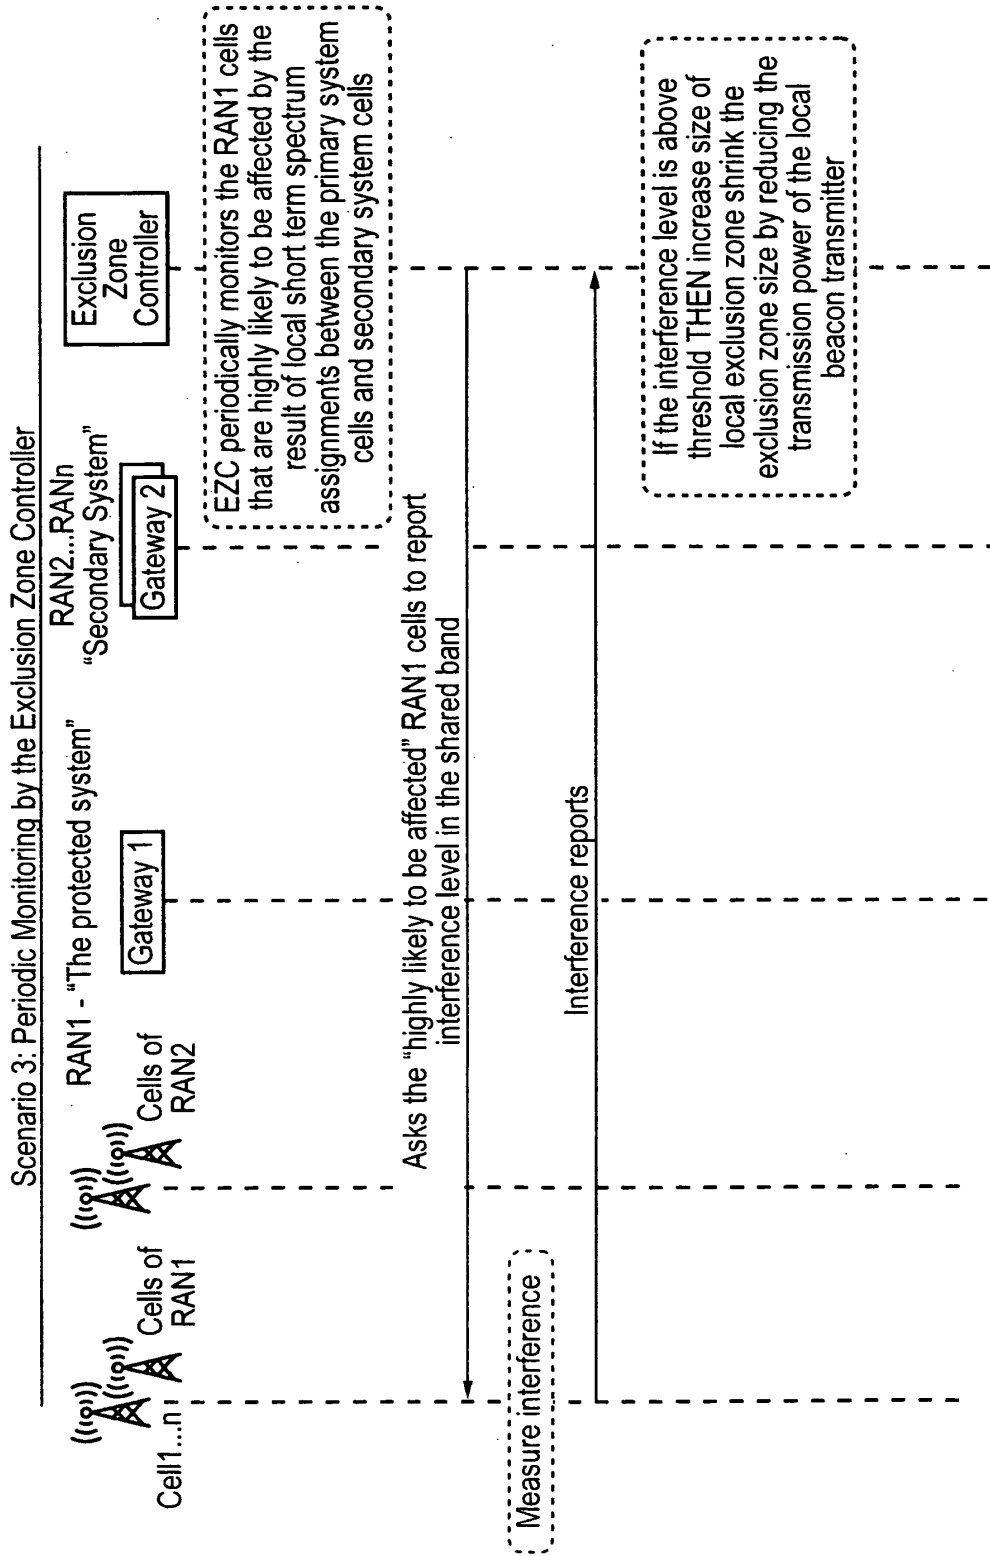 Scenario 3: Periodic Monitoring by the Exclusion Zone Controller
Cell1...n
Cells of
RAN1
Cells of
RAN2
RAN1 - “The protected system”
Gateway 1
RAN2...RANn
“Secondary System”
Gateway 2
Exclusion
Zone
Controller
EZC periodically monitors the RAN1 cells
that are highly likely to be affected by the
result of local short term spectrum
assignments between the primary system
cells and secondary system cells
Asks the “highly likely to be affected” RAN1 cells to report
interference level in the shared band
Measure interference
Interference reports
If the interference level is above
threshold THEN increase size of
local exclusion zone shrink the
exclusion zone size by reducing the
transmission power of the local
beacon transmitter